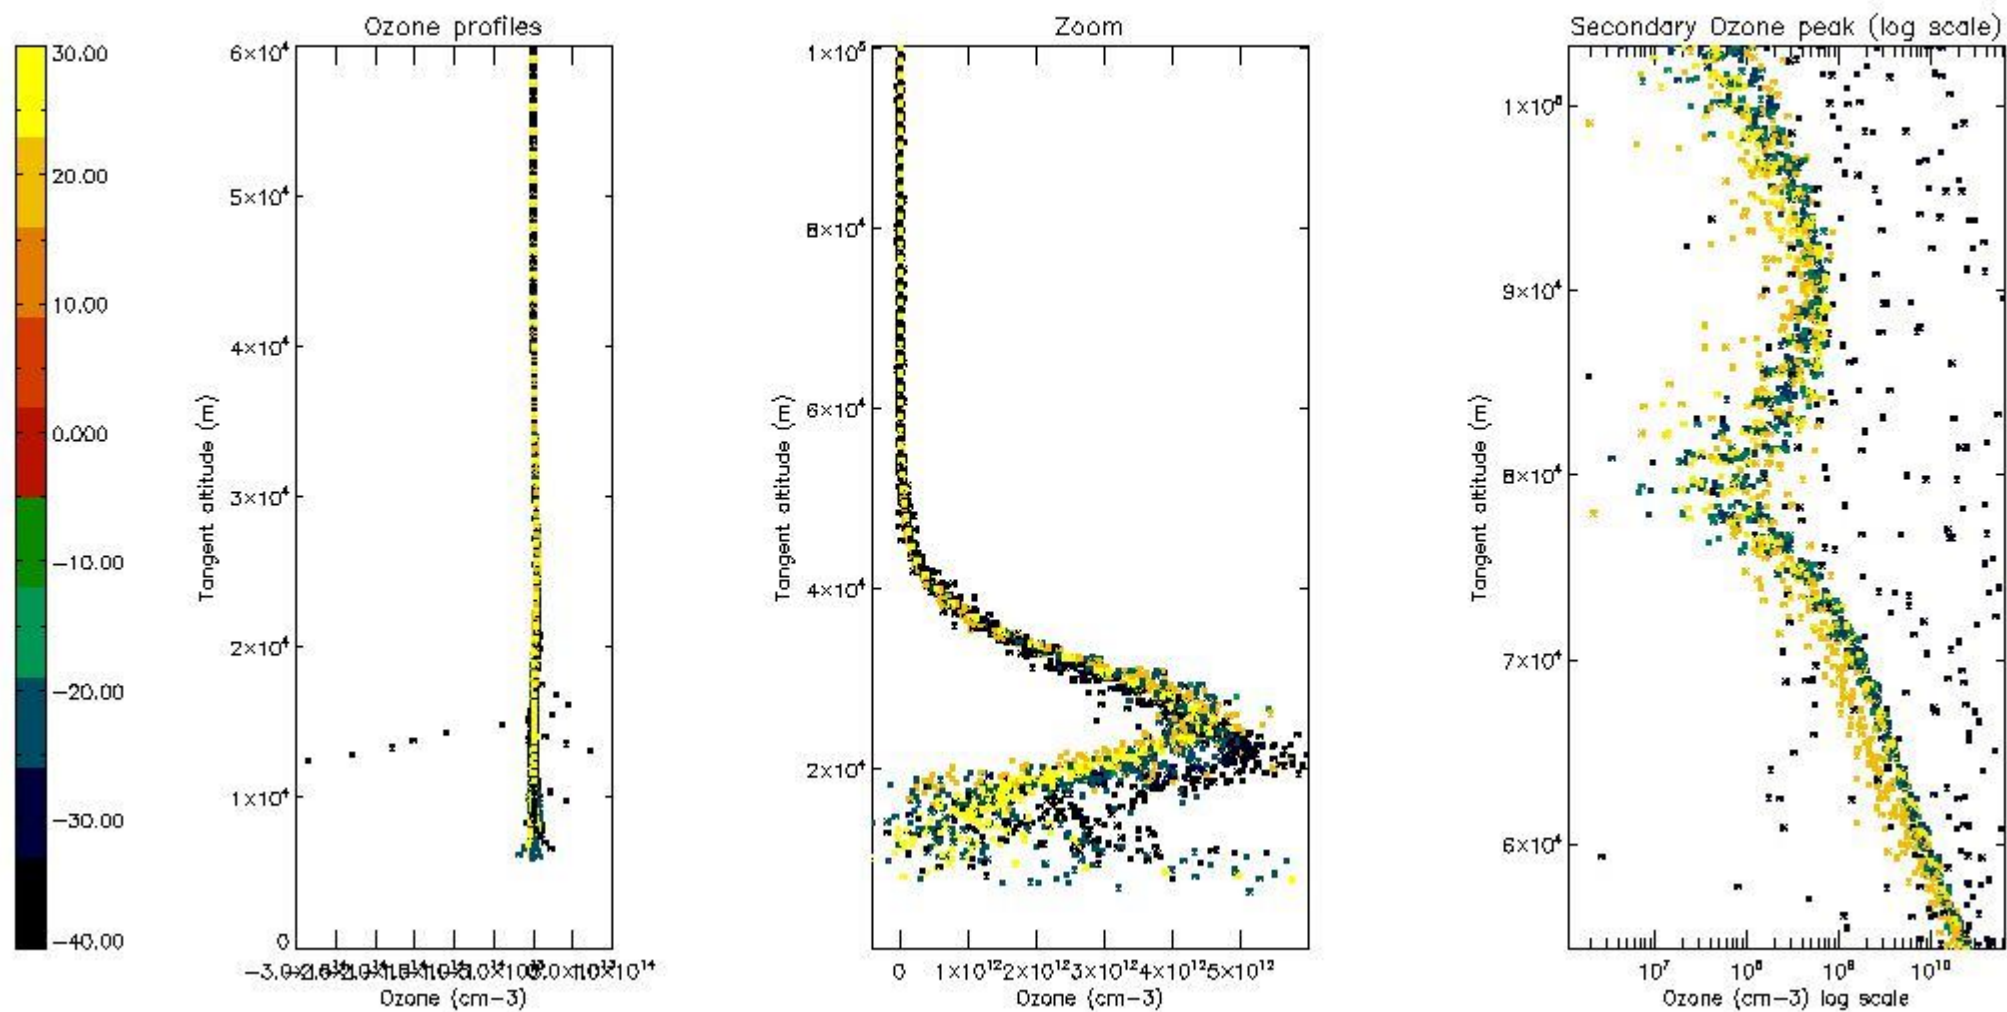 Ozone profiles
Zoom
Secondary Ozone peak (log scale)
30.00
20.00
10.00
0.000
−10.00
−20.00
−30.00
−40.00
6×10⁴
5×10⁴
4×10⁴
3×10⁴
2×10⁴
1×10⁴
0
Tangent altitude (m)
Ozone (cm−3)
1×10⁵
8×10⁴
6×10⁴
4×10⁴
2×10⁴
Tangent altitude (m)
0 1×10¹² 2×10¹² 3×10¹² 4×10¹² 5×10¹²
Ozone (cm−3)
1×10⁵
9×10⁴
8×10⁴
7×10⁴
6×10⁴
Tangent altitude (m)
10⁷ 10⁸ 10⁹ 10¹⁰
Ozone (cm−3) log scale